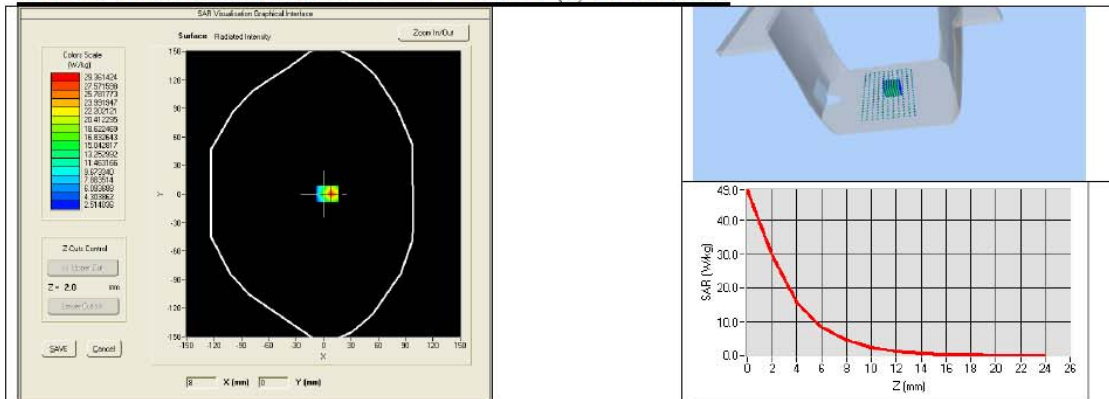 SAR Visualisation Graphical Interface
Surface Radiated Intensity
Zoom In/Out
Colors Scale
(W/kg)
29.361424
27.571598
25.781773
23.991947
22.202121
20.412295
18.622469
16.832643
15.042817
13.252992
11.463166
9.673340
7.883514
6.093688
4.303862
2.514036
150
120
90
60
30
0
-30
-60
-90
-120
-150
Y
-150 -120 -90 -60 -30 0 30 60 90 120 150
X
Z-Cuts Control
Upper Cut
Z = 2.0 mm
SAVE
Cancel
8 X (mm) 0 Y (mm)
49.0
40.0
30.0
20.0
10.0
0.0
SAR (W/kg)
0 2 4 6 8 10 12 14 16 18 20 22 24 26
Z (mm)